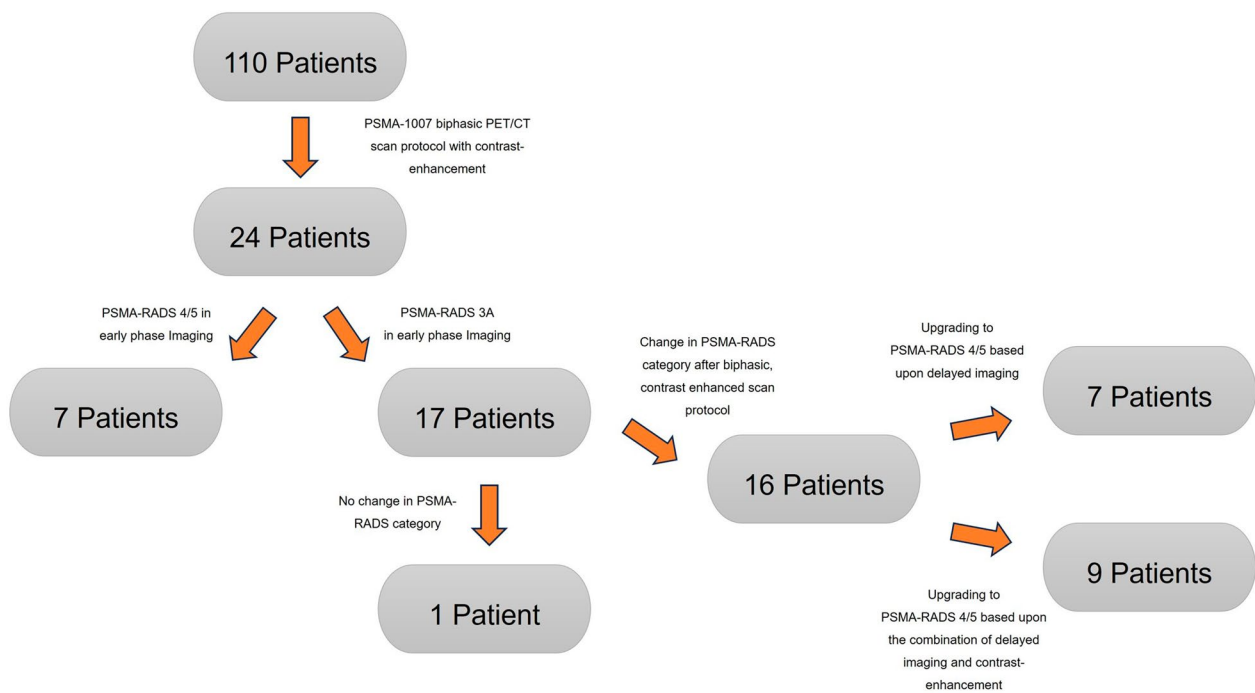 110 Patients
PSMA-1007 biphasic PET/CT
scan protocol with contrast-
enhancement
24 Patients
PSMA-RADS 4/5 in
early phase Imaging
PSMA-RADS 3A
in early phase Imaging
7 Patients
17 Patients
Change in PSMA-RADS
category after biphasic,
contrast enhanced scan
protocol
No change in PSMA-
RADS category
1 Patient
16 Patients
Upgrading to
PSMA-RADS 4/5 based
upon delayed imaging
7 Patients
Upgrading to
PSMA-RADS 4/5 based upon
the combination of delayed
imaging and contrast-
enhancement
9 Patients